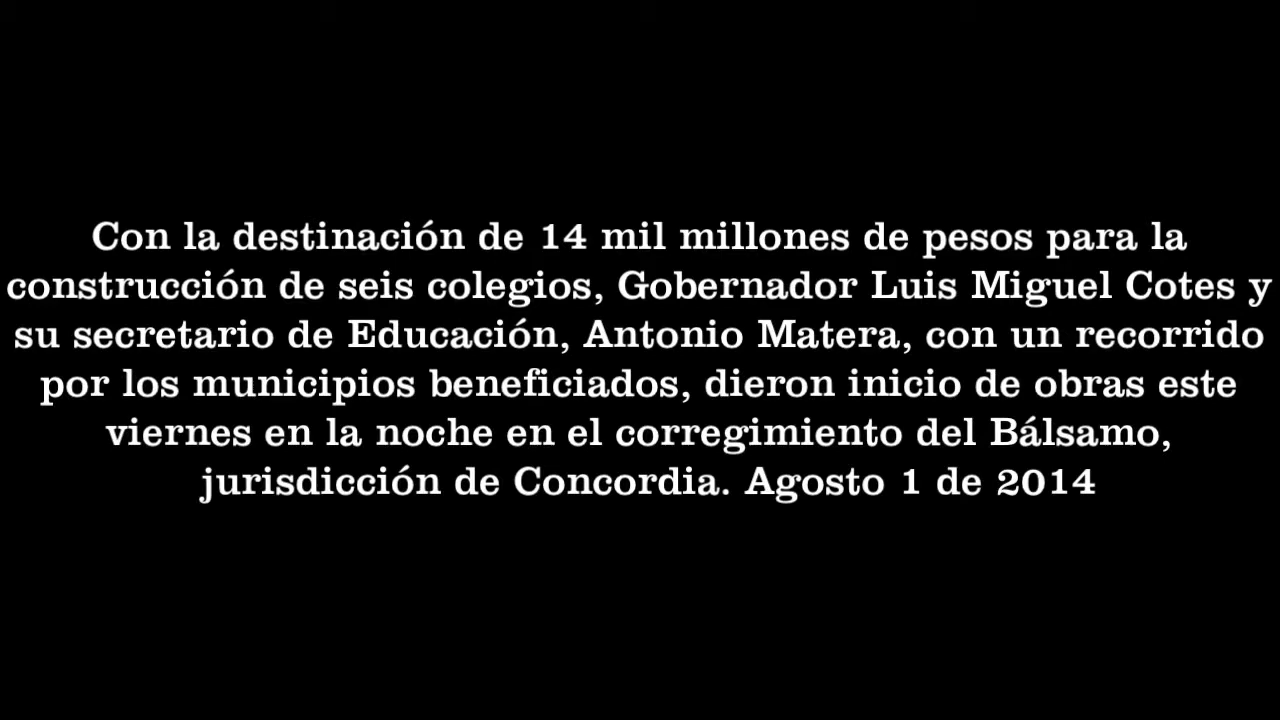 Con la destinación de 14 mil millones de pesos para la
construcción de seis colegios, Gobernador Luis Miguel Cotes y
su secretario de Educación, Antonio Matera, con un recorrido
por los municipios beneficiados, dieron inicio de obras este
viernes en la noche en el corregimiento del Bálsamo,
jurisdicción de Concordia. Agosto 1 de 2014